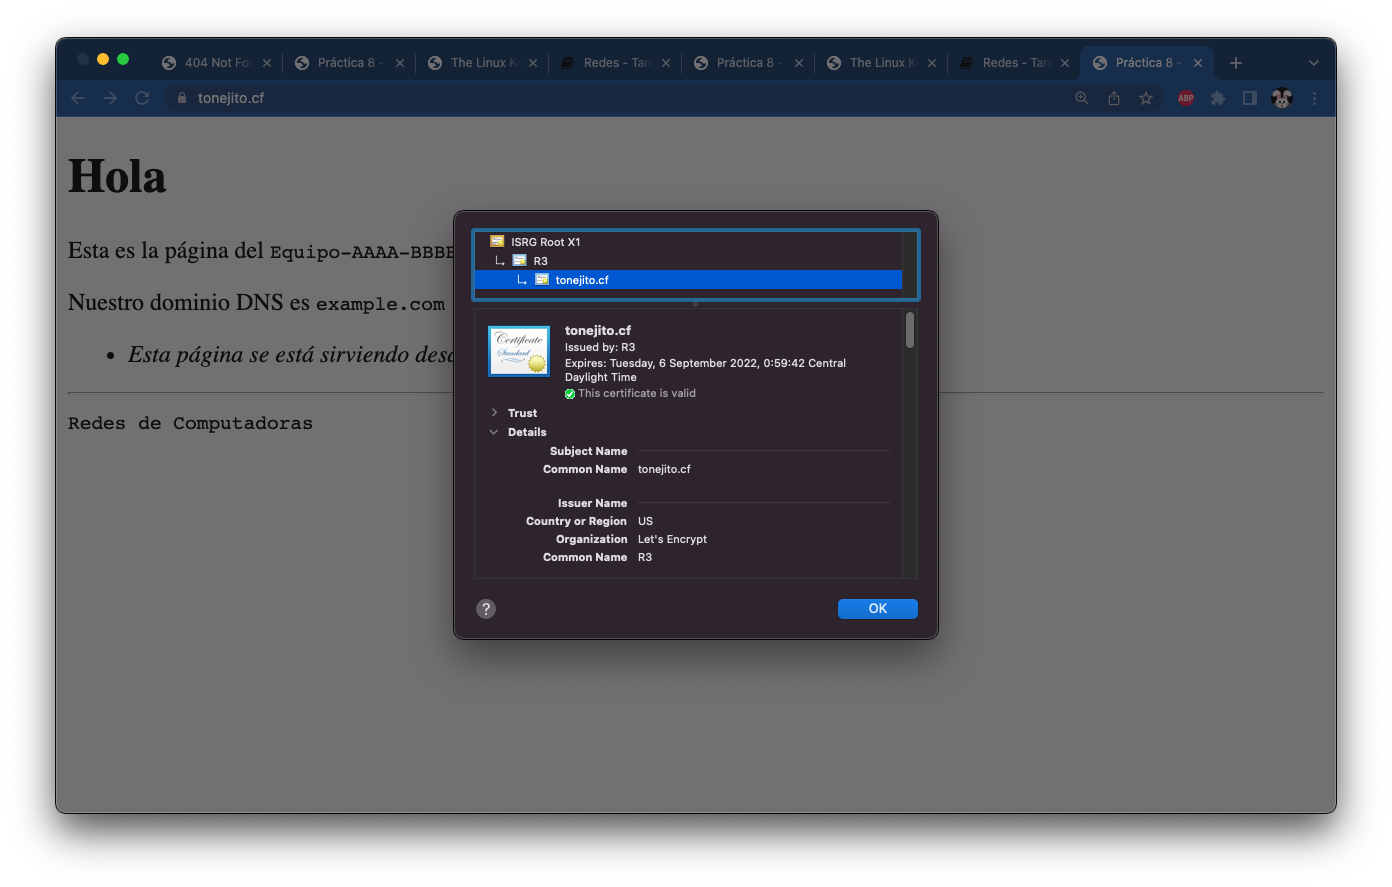 404 Not Fou
Práctica 8 -
The Linux K
Redes - Tar
Práctica 8 -
The Linux K
Redes - Tar
Práctica 8 -
tonejito.cf
ABP
Hola
Esta es la página del Equipo-AAAA-BBBB
Nuestro dominio DNS es example.com
Esta página se está sirviendo desd
Redes de Computadoras
ISRG Root X1
R3
tonejito.cf
Certificate
Standard
tonejito.cf
Issued by: R3
Expires: Tuesday, 6 September 2022, 0:59:42 Central
Daylight Time
This certificate is valid
Trust
Details
Subject Name
Common Name tonejito.cf
Issuer Name
Country or Region US
Organization Let's Encrypt
Common Name R3
?
OK